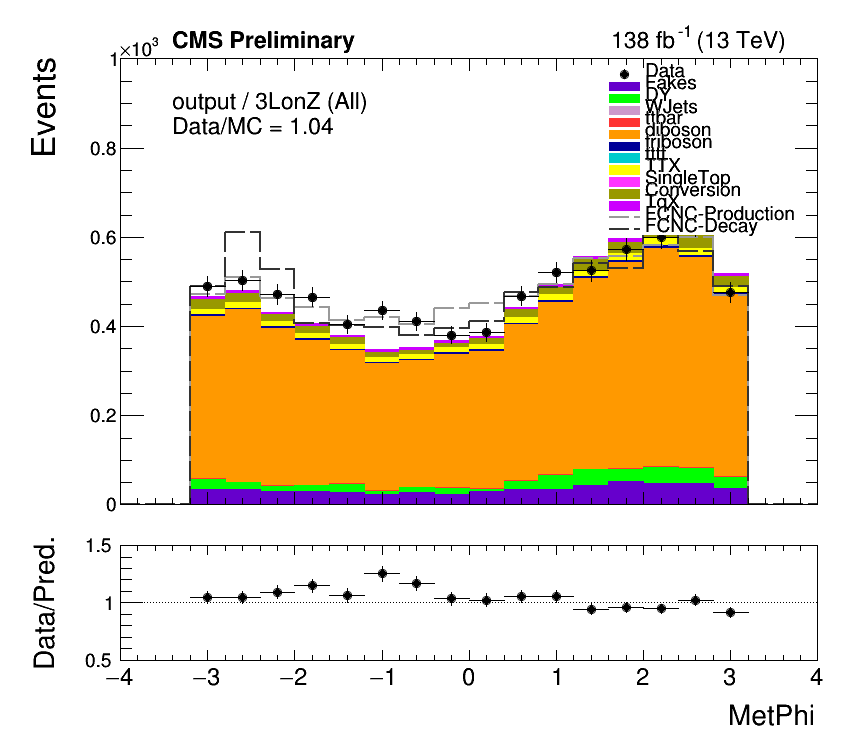 1×10³
CMS Preliminary
138 fb⁻¹ (13 TeV)
Events
output / 3LonZ (All)
Data/MC = 1.04
Data
Fakes
DY
WJets
ttbar
diboson
triboson
tttt
TTX
SingleTop
Conversion
TqX
FCNC-Production
FCNC-Decay
0.8
0.6
0.4
0.2
0
Data/Pred.
1.5
1
0.5
−4 −3 −2 −1 0 1 2 3 4
MetPhi